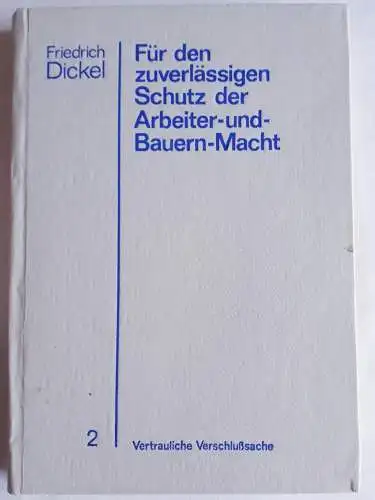 Friedrich
Dickel
Für den
zuverlässigen
Schutz der
Arbeiter-und-
Bauern-Macht
2
Vertrauliche Verschlußsache